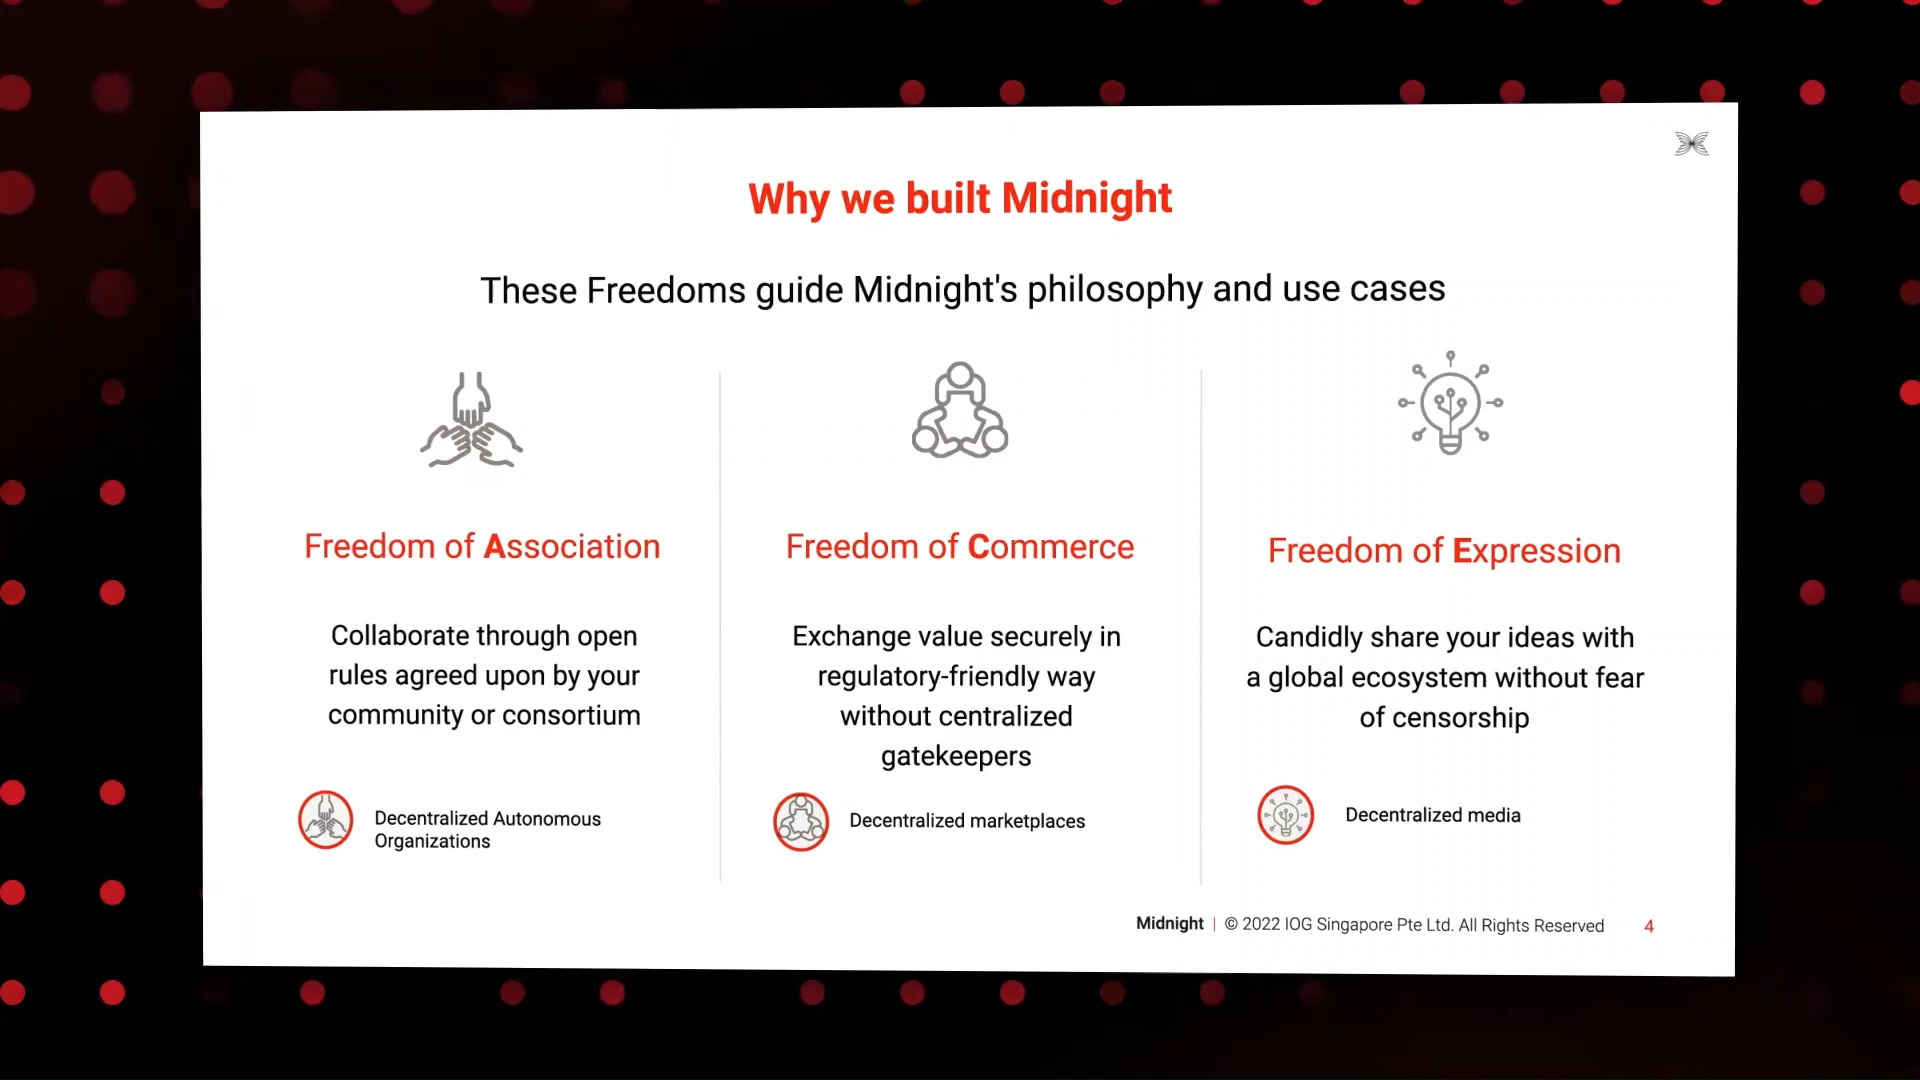 Why we built Midnight
These Freedoms guide Midnight's philosophy and use cases
Freedom of Association
Collaborate through open
rules agreed upon by your
community or consortium
Decentralized Autonomous
Organizations
Freedom of Commerce
Exchange value securely in
regulatory-friendly way
without centralized
gatekeepers
Decentralized marketplaces
Freedom of Expression
Candidly share your ideas with
a global ecosystem without fear
of censorship
Decentralized media
Midnight | © 2022 IOG Singapore Pte Ltd. All Rights Reserved 4